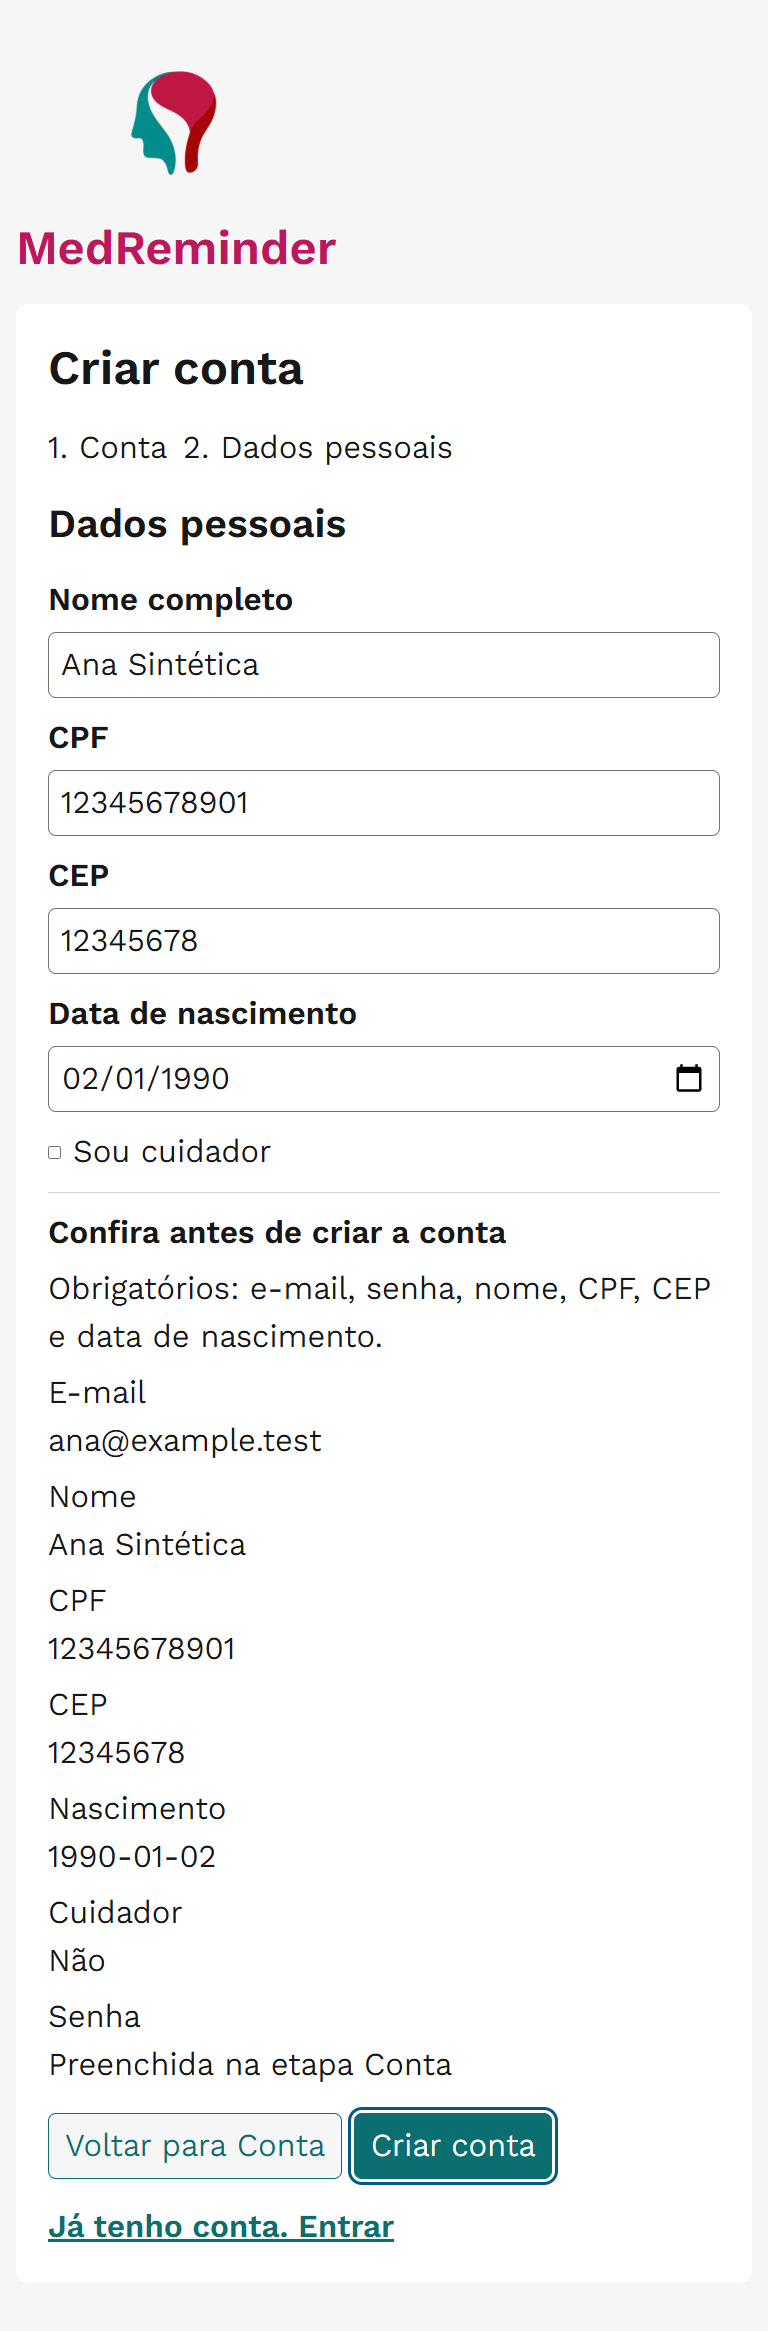 MedReminder
Criar conta
1. Conta 2. Dados pessoais
Dados pessoais
Nome completo
Ana Sintética
CPF
12345678901
CEP
12345678
Data de nascimento
02/01/1990
Sou cuidador
Confira antes de criar a conta
Obrigatórios: e-mail, senha, nome, CPF, CEP
e data de nascimento.
E-mail
ana@example.test
Nome
Ana Sintética
CPF
12345678901
CEP
12345678
Nascimento
1990-01-02
Cuidador
Não
Senha
Preenchida na etapa Conta
Voltar para Conta Criar conta
Já tenho conta. Entrar